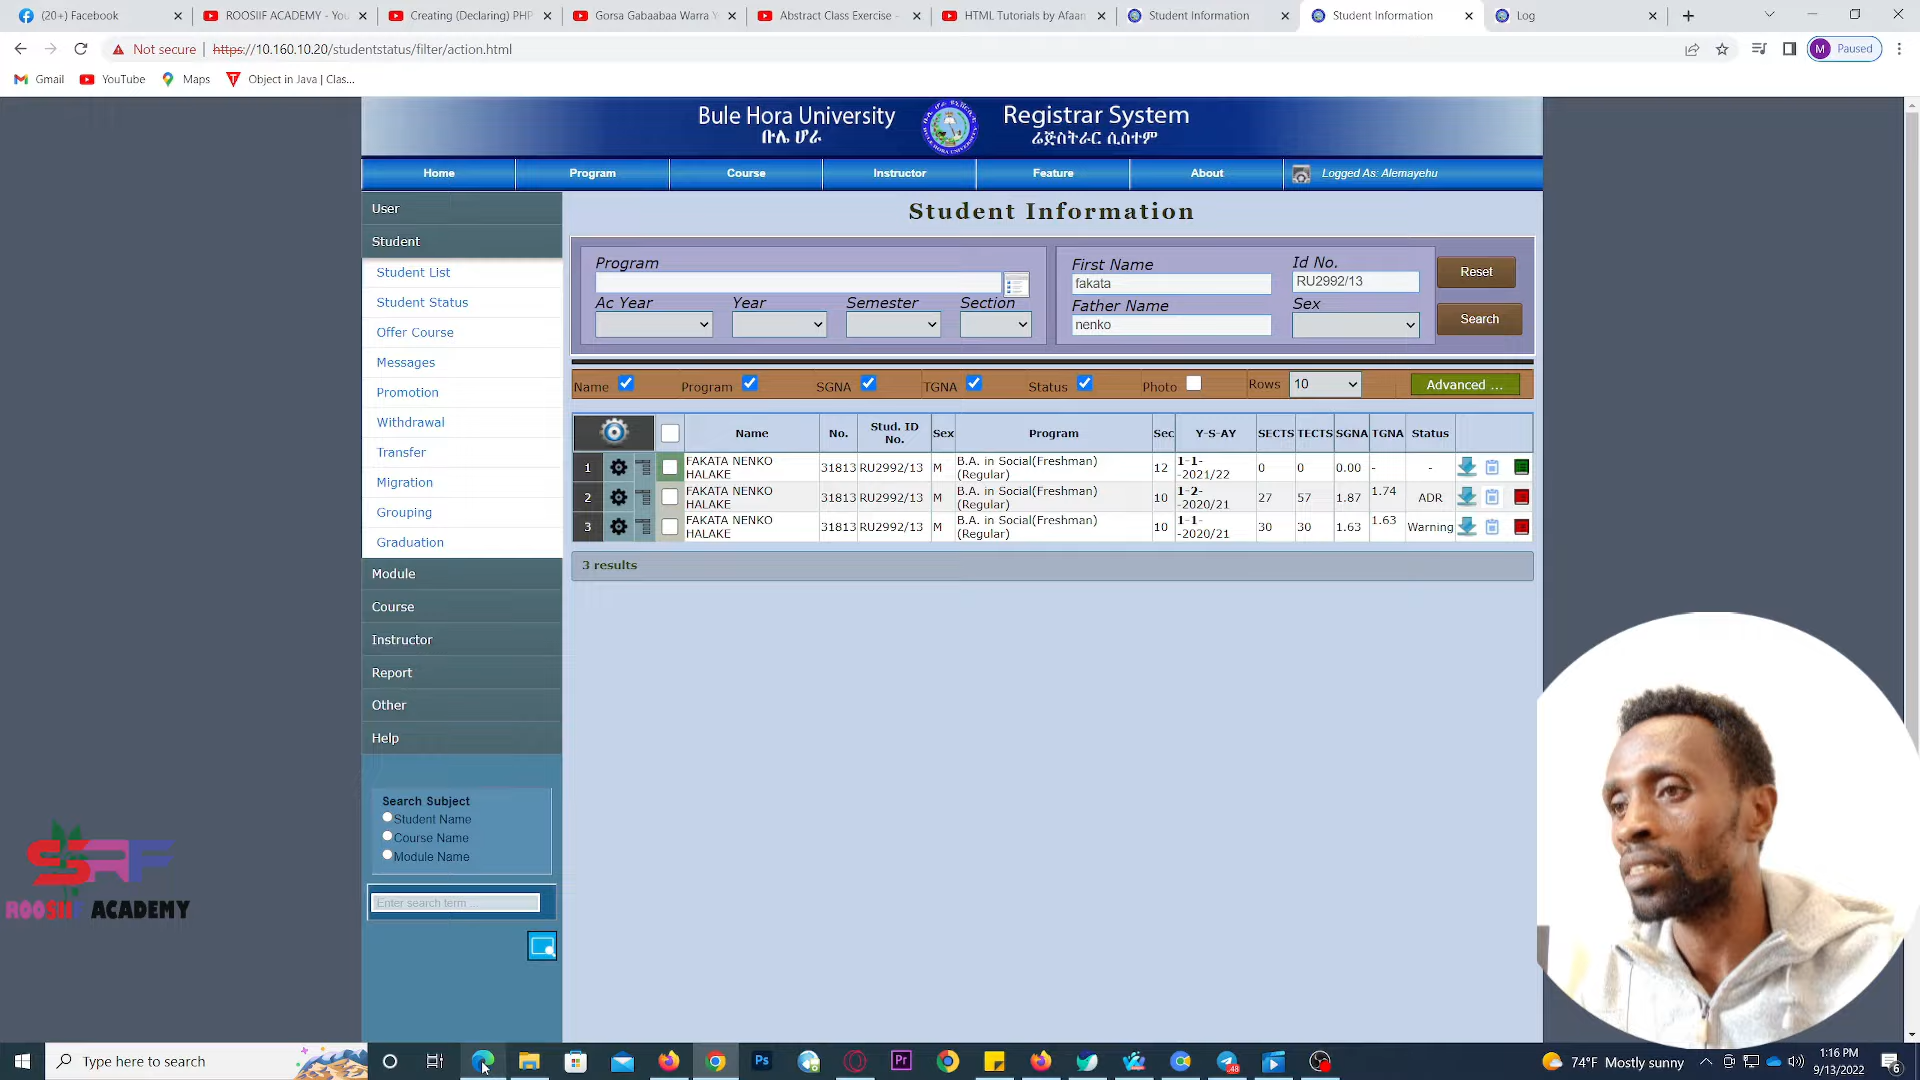 (20+) Facebook
ROOSIIF ACADEMY - You
Creating (Declaring) PHP
Gorsa Gabaabaa Warra Y
Abstract Class Exercise -
HTML Tutorials by Afaan
Student Information
Student Information
Log
Not secure
https://10.160.10.20/studentstatus/filter/action.html
M Paused
Gmail
YouTube
Maps
Object in Java | Clas...
Bule Hora University
Registrar System
ቡሌ ሆራ
ሬጅስትራር ሲስተም
Home
Program
Course
Instructor
Feature
About
Logged As: Alemayehu
User
Student
Student List
Student Status
Offer Course
Messages
Promotion
Withdrawal
Transfer
Migration
Grouping
Graduation
Module
Course
Instructor
Report
Other
Help
Search Subject
Student Name
Course Name
Module Name
Enter search term ...
Student Information
Program
Ac Year
Year
Semester
Section
First Name
fakata
Father Name
nenko
Id No.
RU2992/13
Sex
Reset
Search
Name
Program
SGNA
TGNA
Status
Photo
Rows
10
Advanced ...
Name No. Stud. ID No. Sex Program Sec Y-S-AY SECTS TECTS SGNA TGNA Status
1 FAKATA NENKO HALAKE 31813 RU2992/13 M B.A. in Social(Freshman) (Regular) 12 1-1--2021/22 0 0 0.00 - -
2 FAKATA NENKO HALAKE 31813 RU2992/13 M B.A. in Social(Freshman) (Regular) 10 1-2--2020/21 27 57 1.87 1.74 ADR
3 FAKATA NENKO HALAKE 31813 RU2992/13 M B.A. in Social(Freshman) (Regular) 10 1-1--2020/21 30 30 1.63 1.63 Warning
3 results
SRF
ROOSIIF ACADEMY
Type here to search
Ps
Pr
48
74°F Mostly sunny
1:16 PM
9/13/2022
6